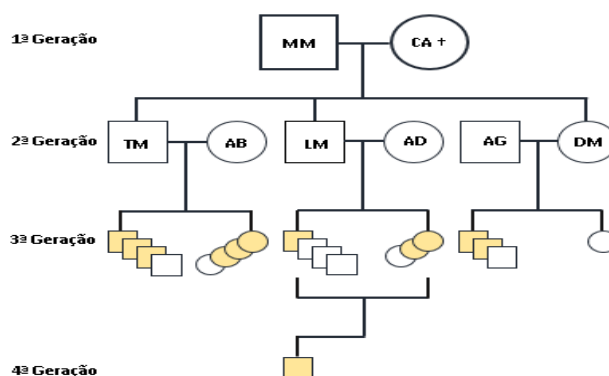 1ª Geração MM CA +
2ª Geração TM AB LM AD AG DM
3ª Geração
4ª Geração